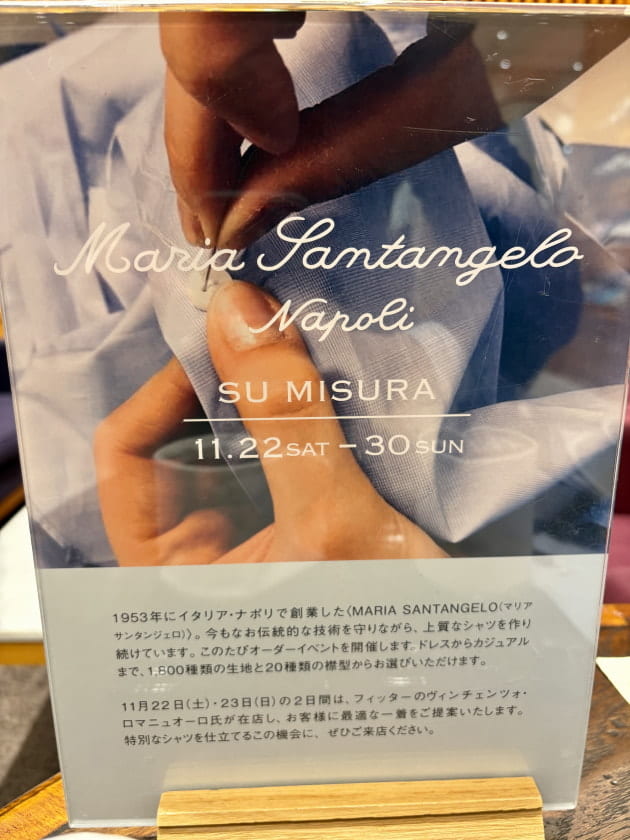 Maria Santangelo
Napoli
SU MISURA
11.22 SAT – 30 SUN
1953年にイタリア・ナポリで創業した〈MARIA SANTANGELO(マリア
サンタンジェロ)〉。今もなお伝統的な技術を守りながら、上質なシャツを作り
続けています。このたびオーダーイベントを開催します。ドレスからカジュアル
まで、1,800種類の生地と20種類の襟型からお選びいただけます。
11月22日(土)・23日(日)の2日間は、フィッターのヴィンチェンツォ・
ロマニュオーロ氏が在店し、お客様に最適な一着をご提案いたします。
特別なシャツを仕立てるこの機会に、ぜひご来店ください。